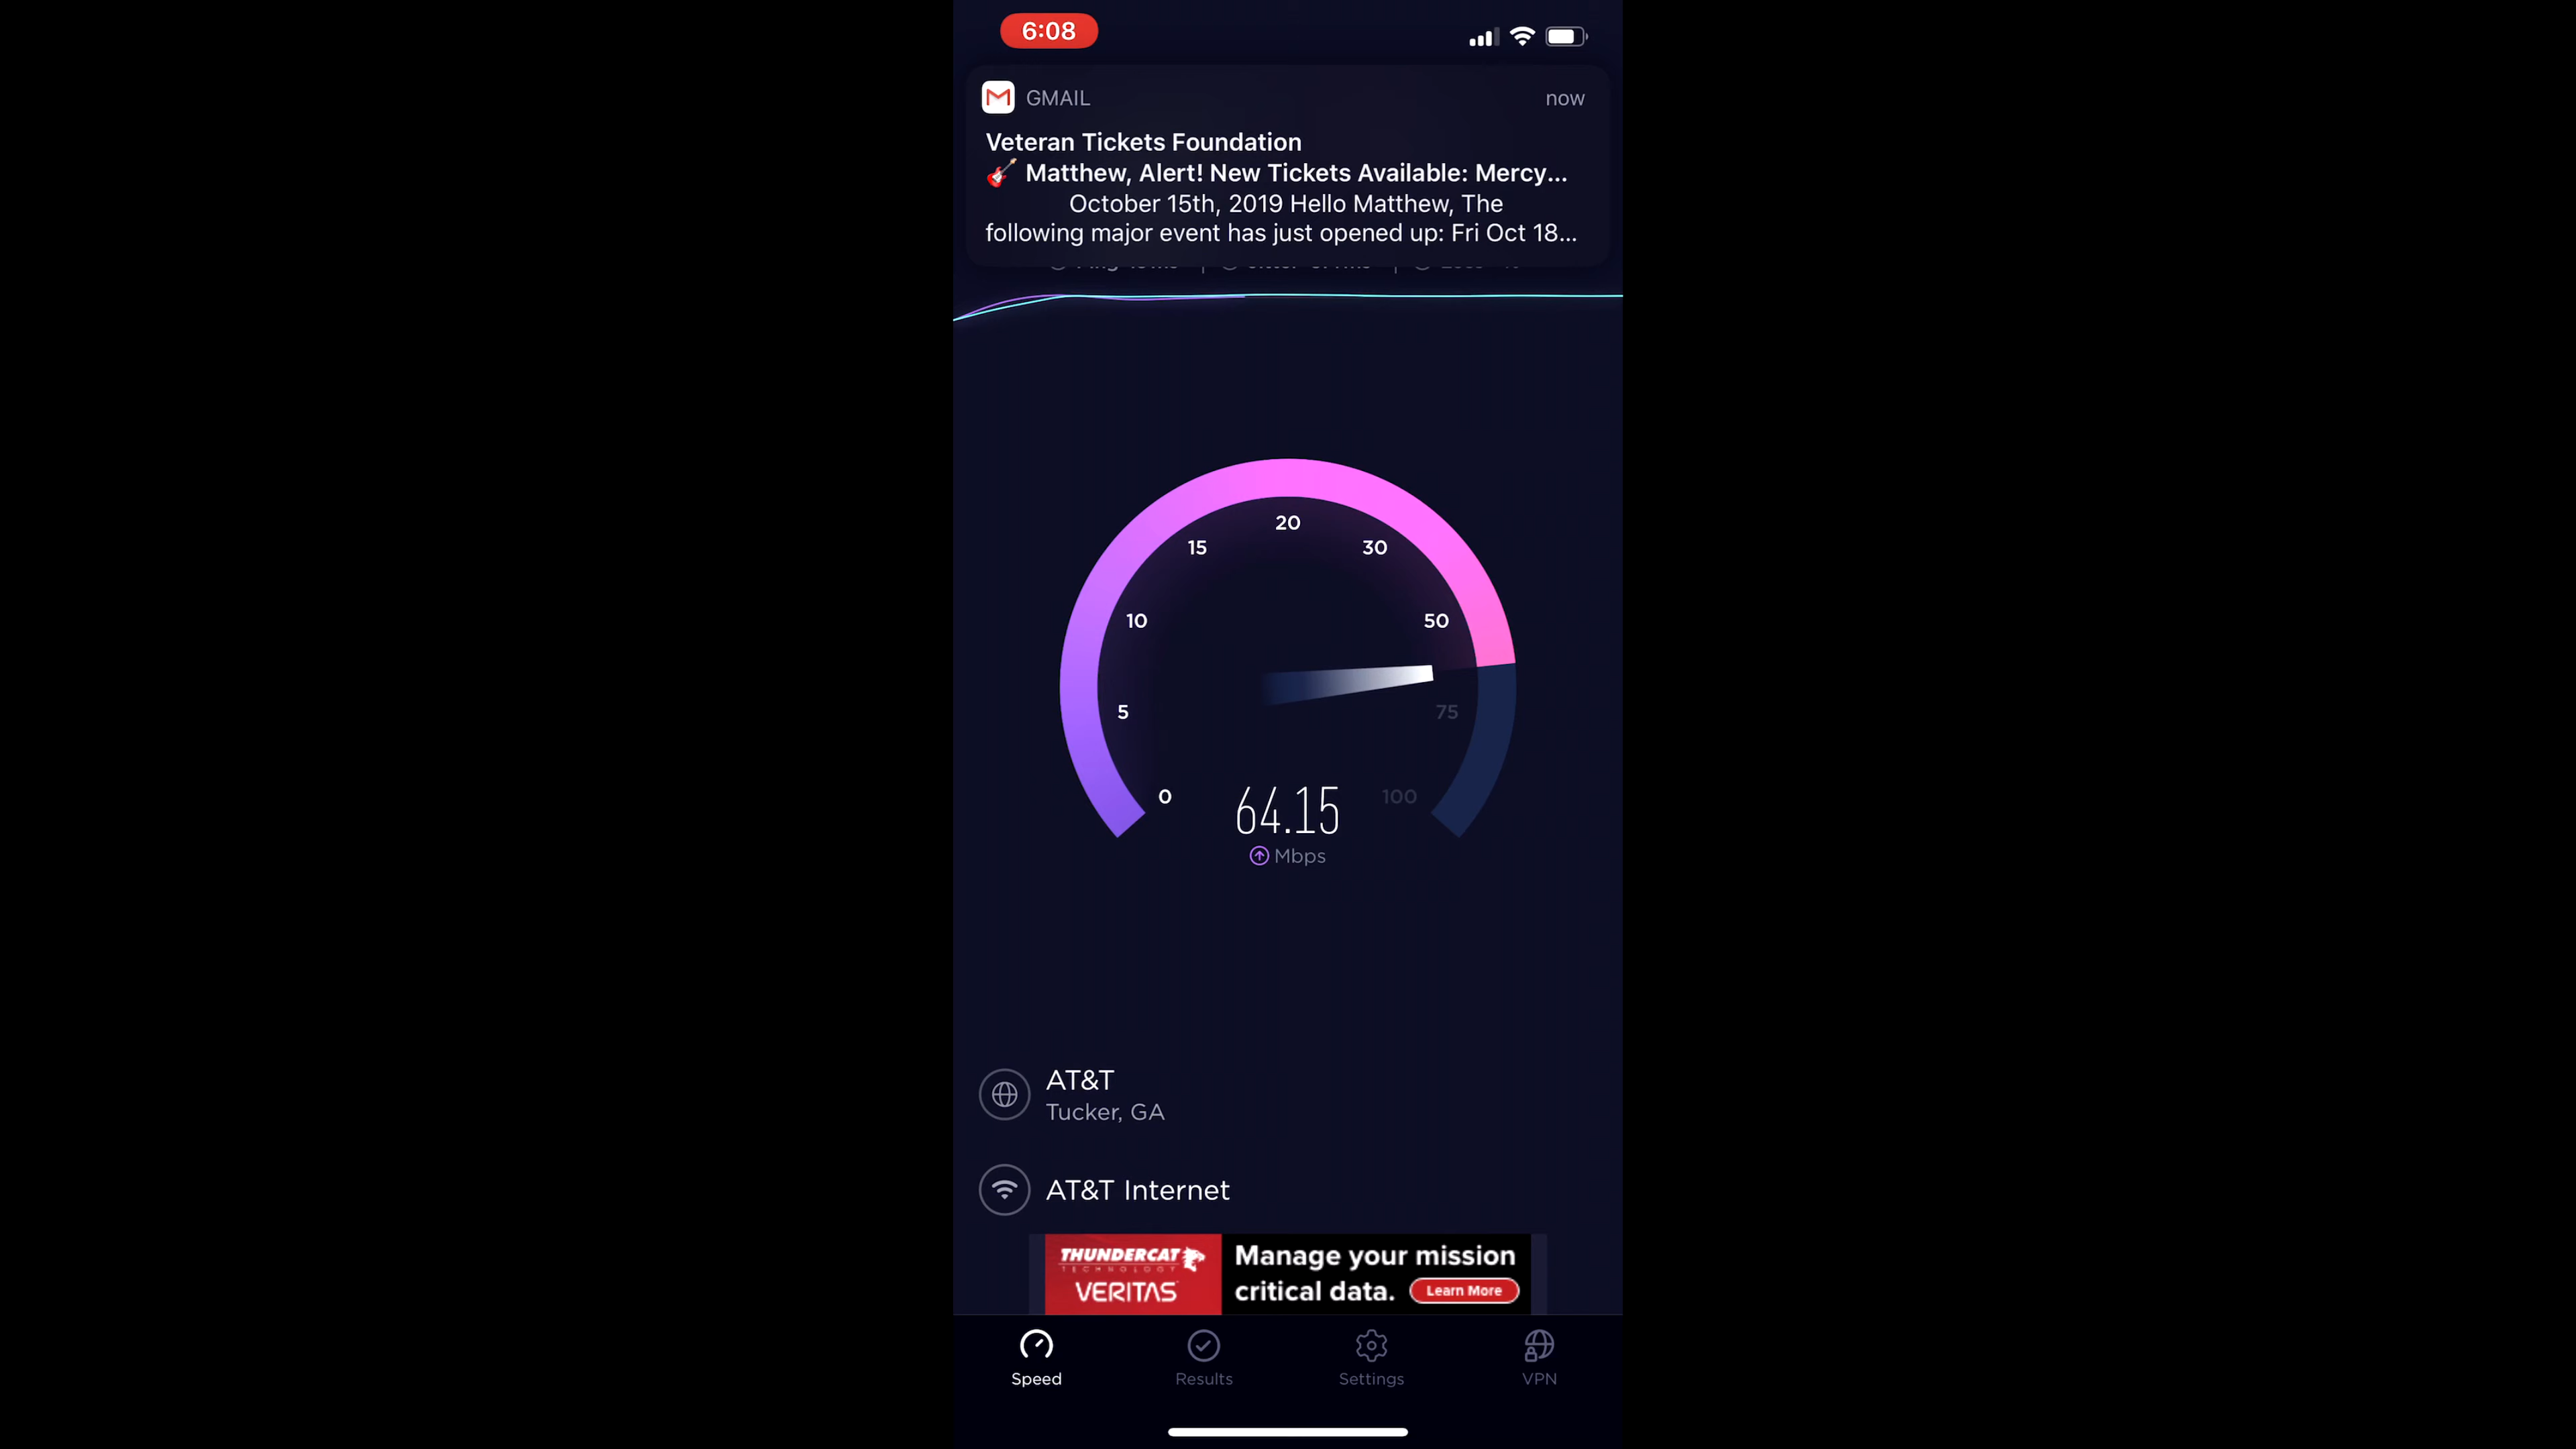 6:08
GMAIL now
Veteran Tickets Foundation
🎸 Matthew, Alert! New Tickets Available: Mercy...
October 15th, 2019 Hello Matthew, The
following major event has just opened up: Fri Oct 18...
20
15 30
10 50
5 75
0 100
64.15
Mbps
AT&T
Tucker, GA
AT&T Internet
THUNDERCAT
TECHNOLOGY
VERITAS
Manage your mission
critical data. Learn More
Speed Results Settings VPN